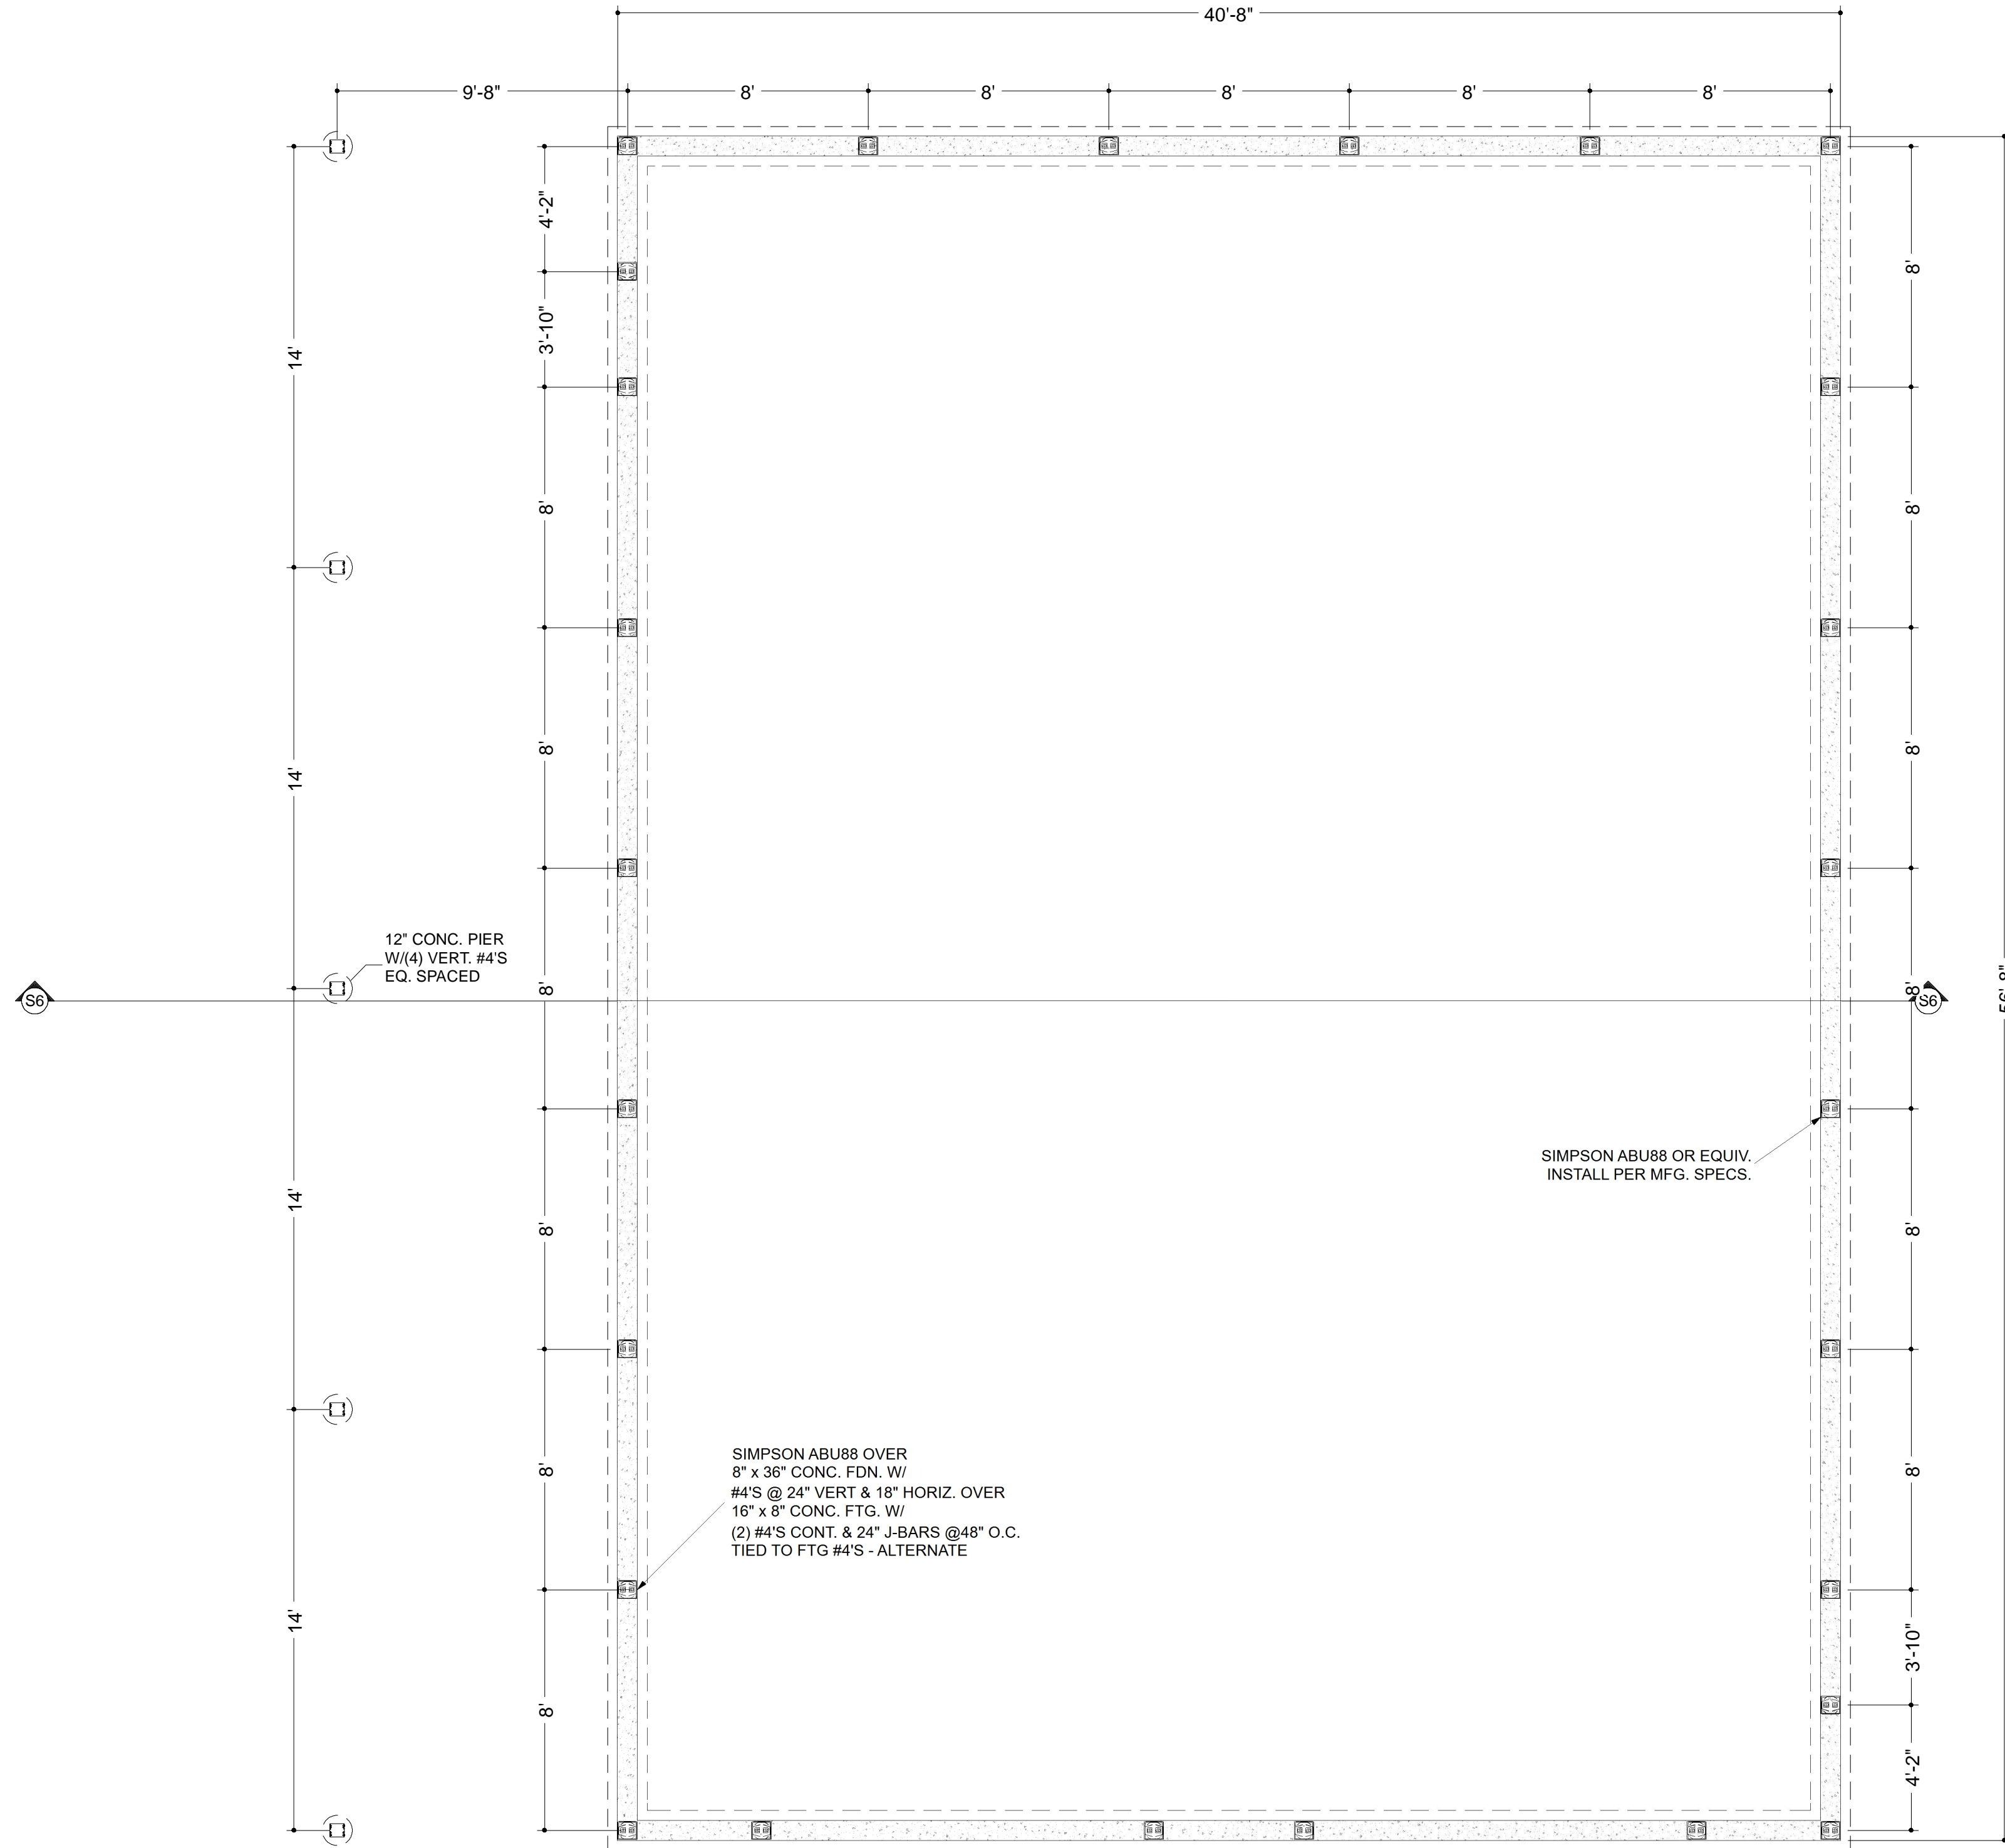 40'-8"
9'-8" 8' 8' 8' 8' 8'
4'-2"
3'-10"
8'
8'
8'
8'
8'
8'
14'
14'
14'
14'
8'
8'
8'
8'
8'
8'
3'-10"
4'-2"
56'-8"
12" CONC. PIER
W/(4) VERT. #4'S
EQ. SPACED
S6
S6
SIMPSON ABU88 OR EQUIV.
INSTALL PER MFG. SPECS.
SIMPSON ABU88 OVER
8" x 36" CONC. FDN. W/
#4'S @ 24" VERT & 18" HORIZ. OVER
16" x 8" CONC. FTG. W/
(2) #4'S CONT. & 24" J-BARS @48" O.C.
TIED TO FTG #4'S - ALTERNATE